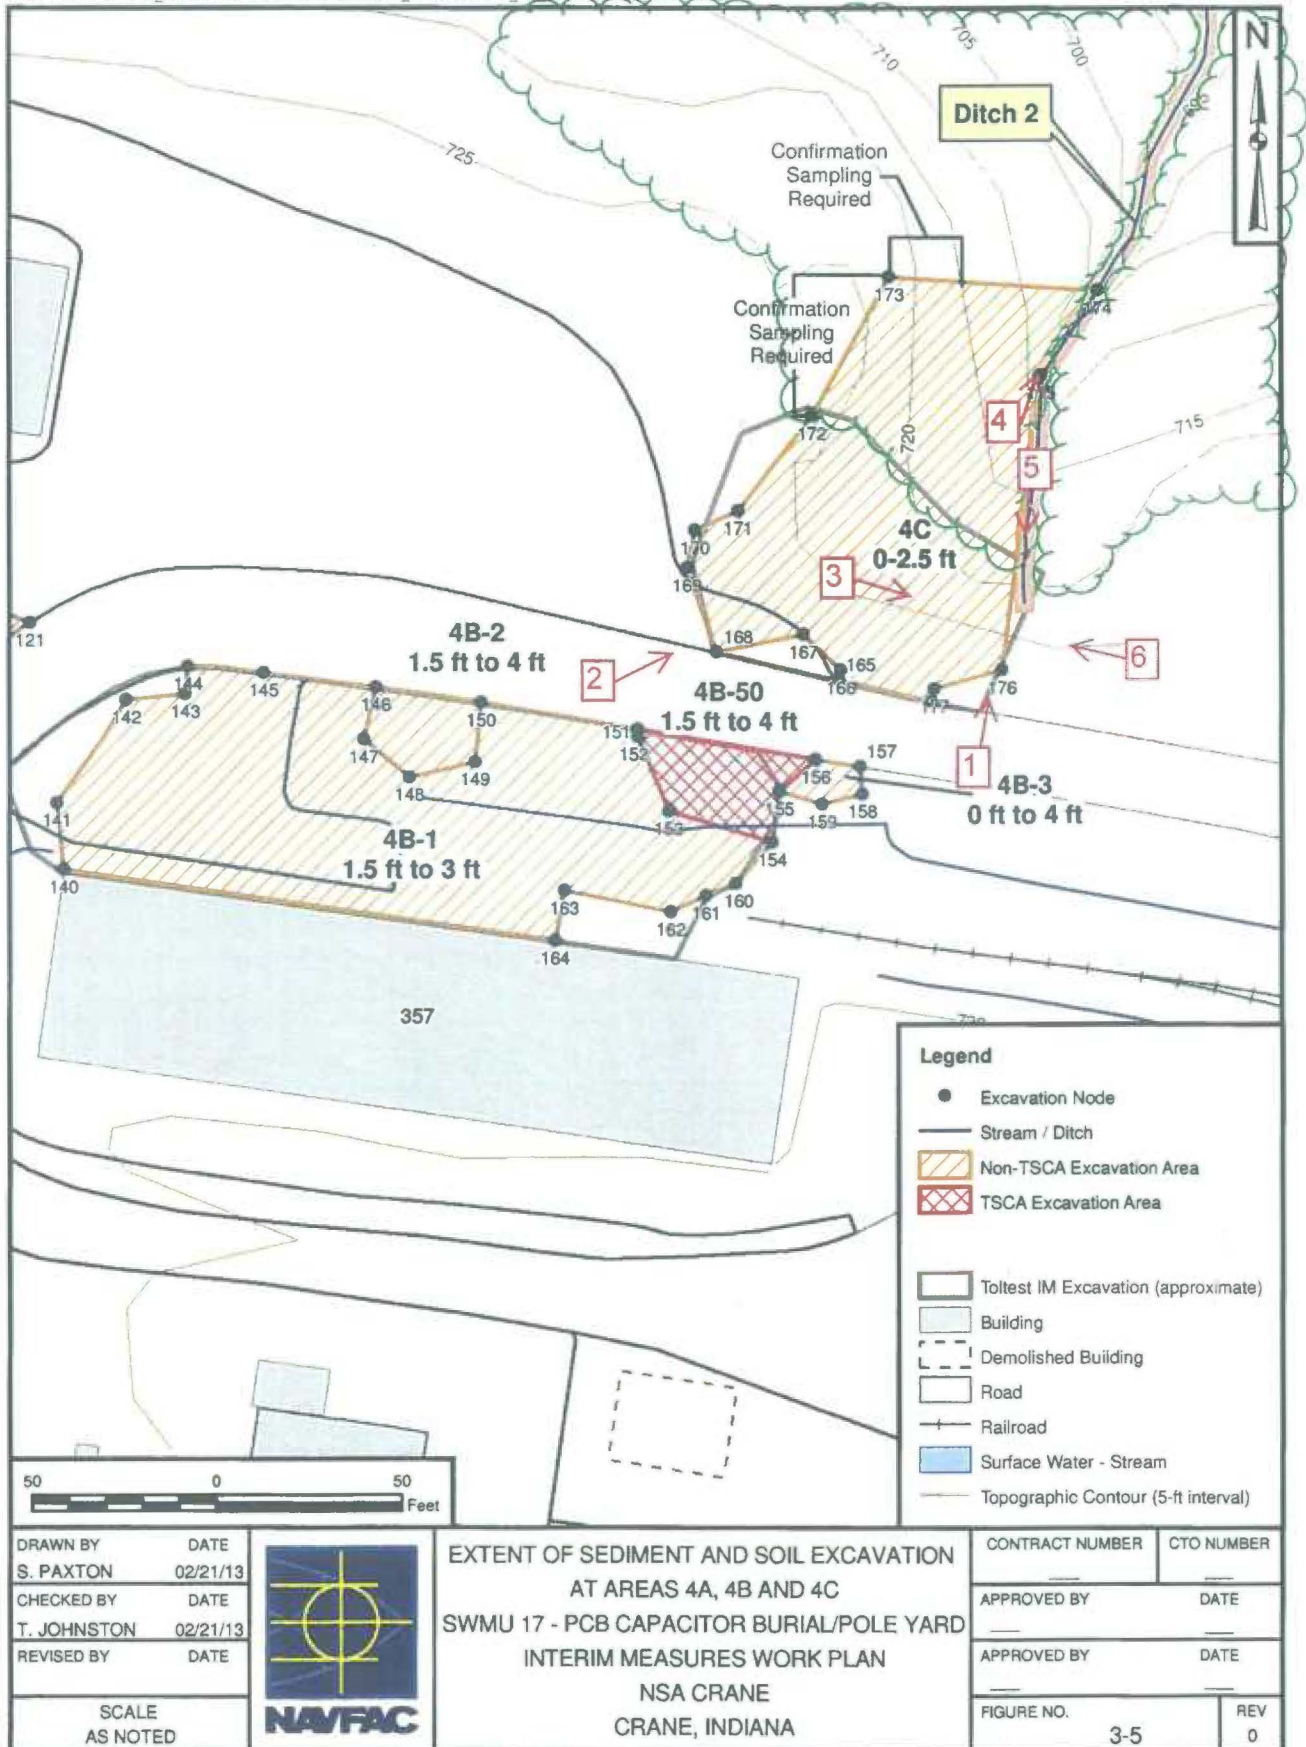 705
700
710
N
Ditch 2
Confirmation
Sampling
Required
725
173
174
Confirmation
Sampling
Required
4
172
720
715
5
171
170
4C
0-2.5 ft
169
3
121
4B-2
1.5 ft to 4 ft
168
167
165
166
6
2
4B-50
1.5 ft to 4 ft
176
144
145
146
142
143
150
151
152
147
149
148
156
157
1
155
158
159
4B-3
0 ft to 4 ft
153
154
141
4B-1
1.5 ft to 3 ft
140
163
160
161
162
164
357
Legend
Excavation Node
Stream / Ditch
Non-TSCA Excavation Area
TSCA Excavation Area
Toltest IM Excavation (approximate)
Building
Demolished Building
Road
Railroad
Surface Water - Stream
Topographic Contour (5-ft interval)
50 0 50
Feet
DRAWN BY DATE
S. PAXTON 02/21/13
CHECKED BY DATE
T. JOHNSTON 02/21/13
REVISED BY DATE
SCALE
AS NOTED
NAVFAC
EXTENT OF SEDIMENT AND SOIL EXCAVATION
AT AREAS 4A, 4B AND 4C
SWMU 17 - PCB CAPACITOR BURIAL/POLE YARD
INTERIM MEASURES WORK PLAN
NSA CRANE
CRANE, INDIANA
CONTRACT NUMBER CTO NUMBER
APPROVED BY DATE
APPROVED BY DATE
FIGURE NO. REV
3-5 0